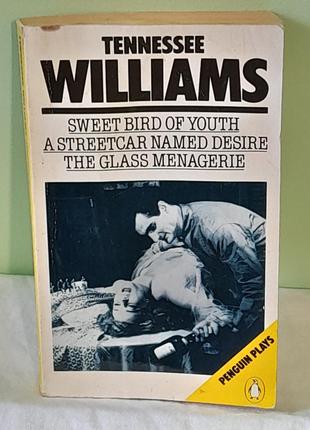 TENNESSEE
WILLIAMS
SWEET BIRD OF YOUTH
A STREETCAR NAMED DESIRE
THE GLASS MENAGERIE
PENGUIN PLAYS